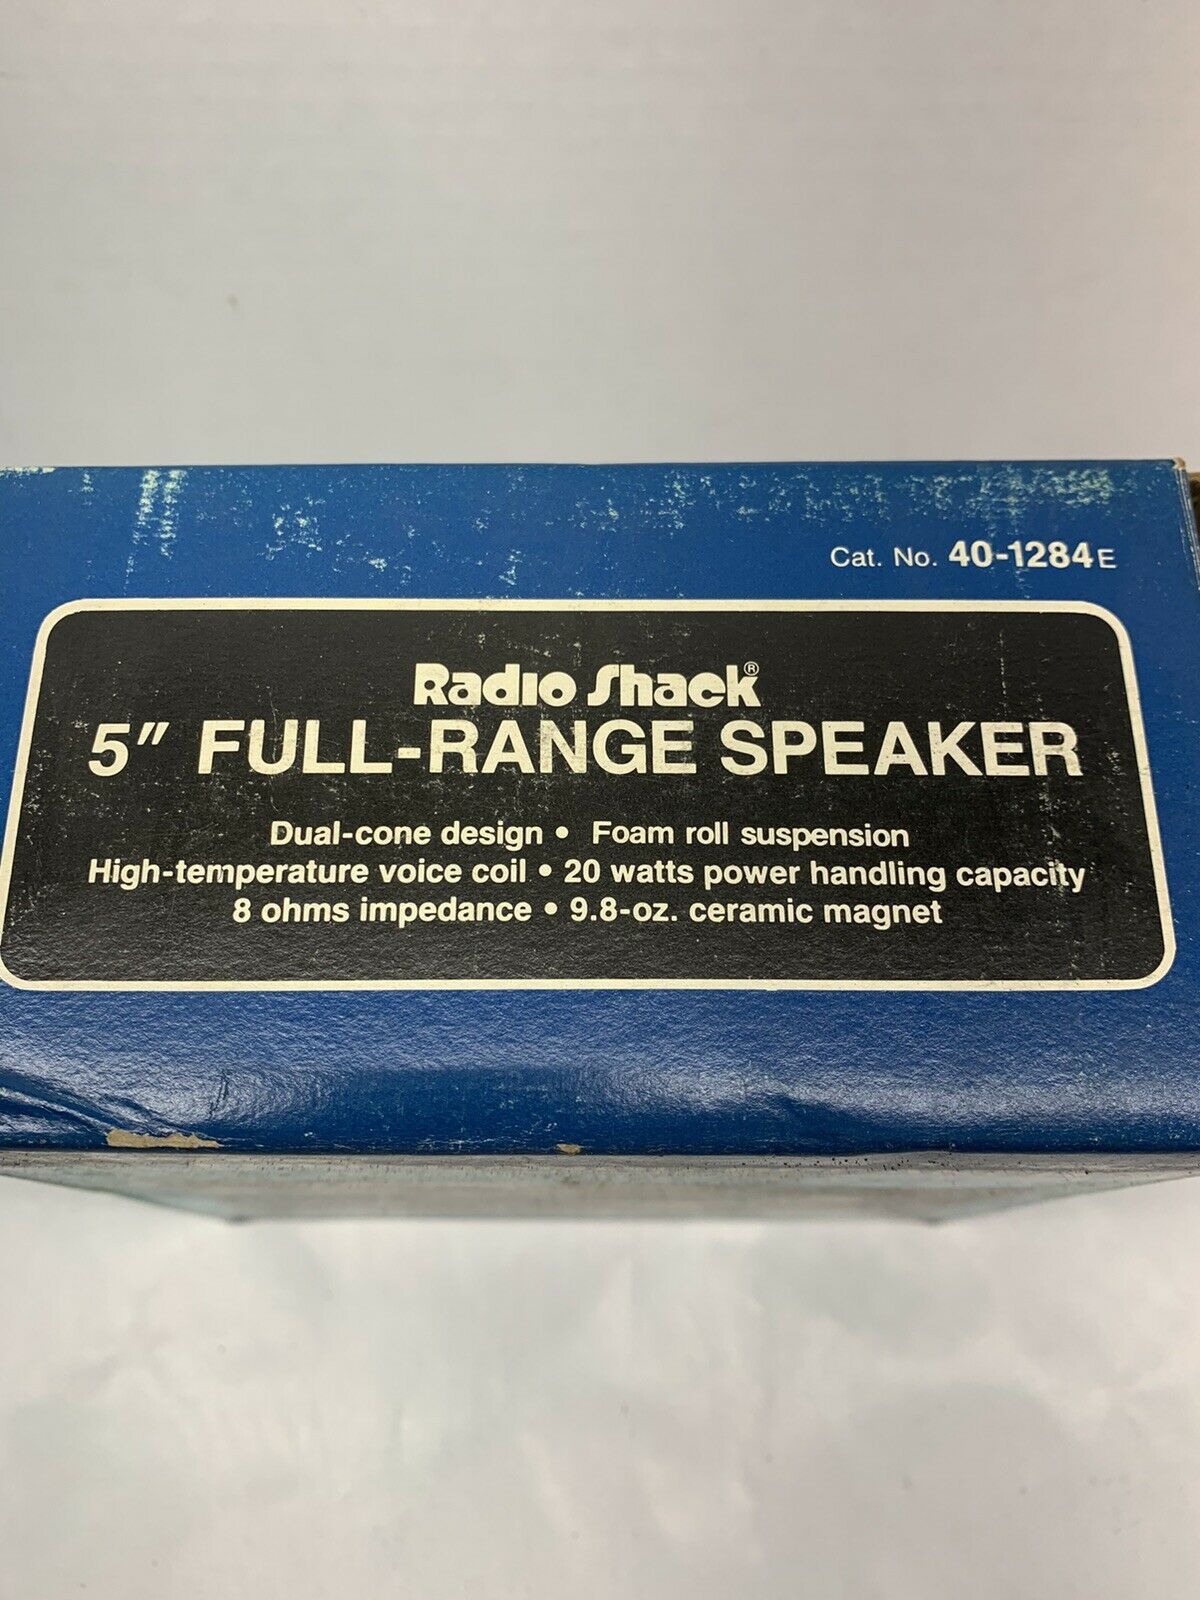 Cat. No. 40-1284 E
Radio Shack®
5" FULL-RANGE SPEAKER
Dual-cone design • Foam roll suspension
High-temperature voice coil • 20 watts power handling capacity
8 ohms impedance • 9.8-oz. ceramic magnet